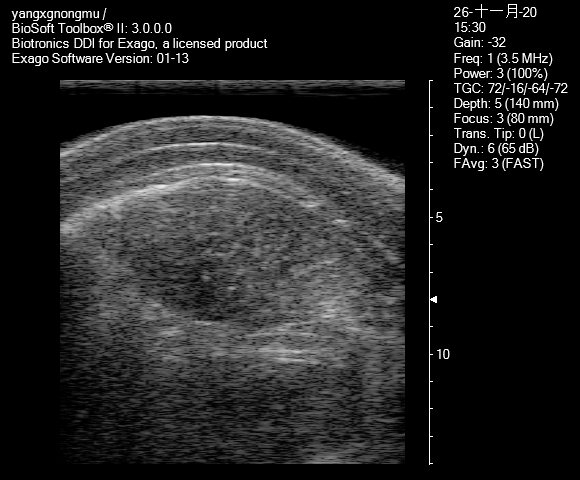 yangxgnongmu /
BioSoft Toolbox® II: 3.0.0.0
Biotronics DDI for Exago, a licensed product
Exago Software Version: 01-13
26-十一月-20
15:30
Gain: -32
Freq: 1 (3.5 MHz)
Power: 3 (100%)
TGC: 72/-16/-64/-72
Depth: 5 (140 mm)
Focus: 3 (80 mm)
Trans. Tip: 0 (L)
Dyn.: 6 (65 dB)
FAvg: 3 (FAST)
5
10